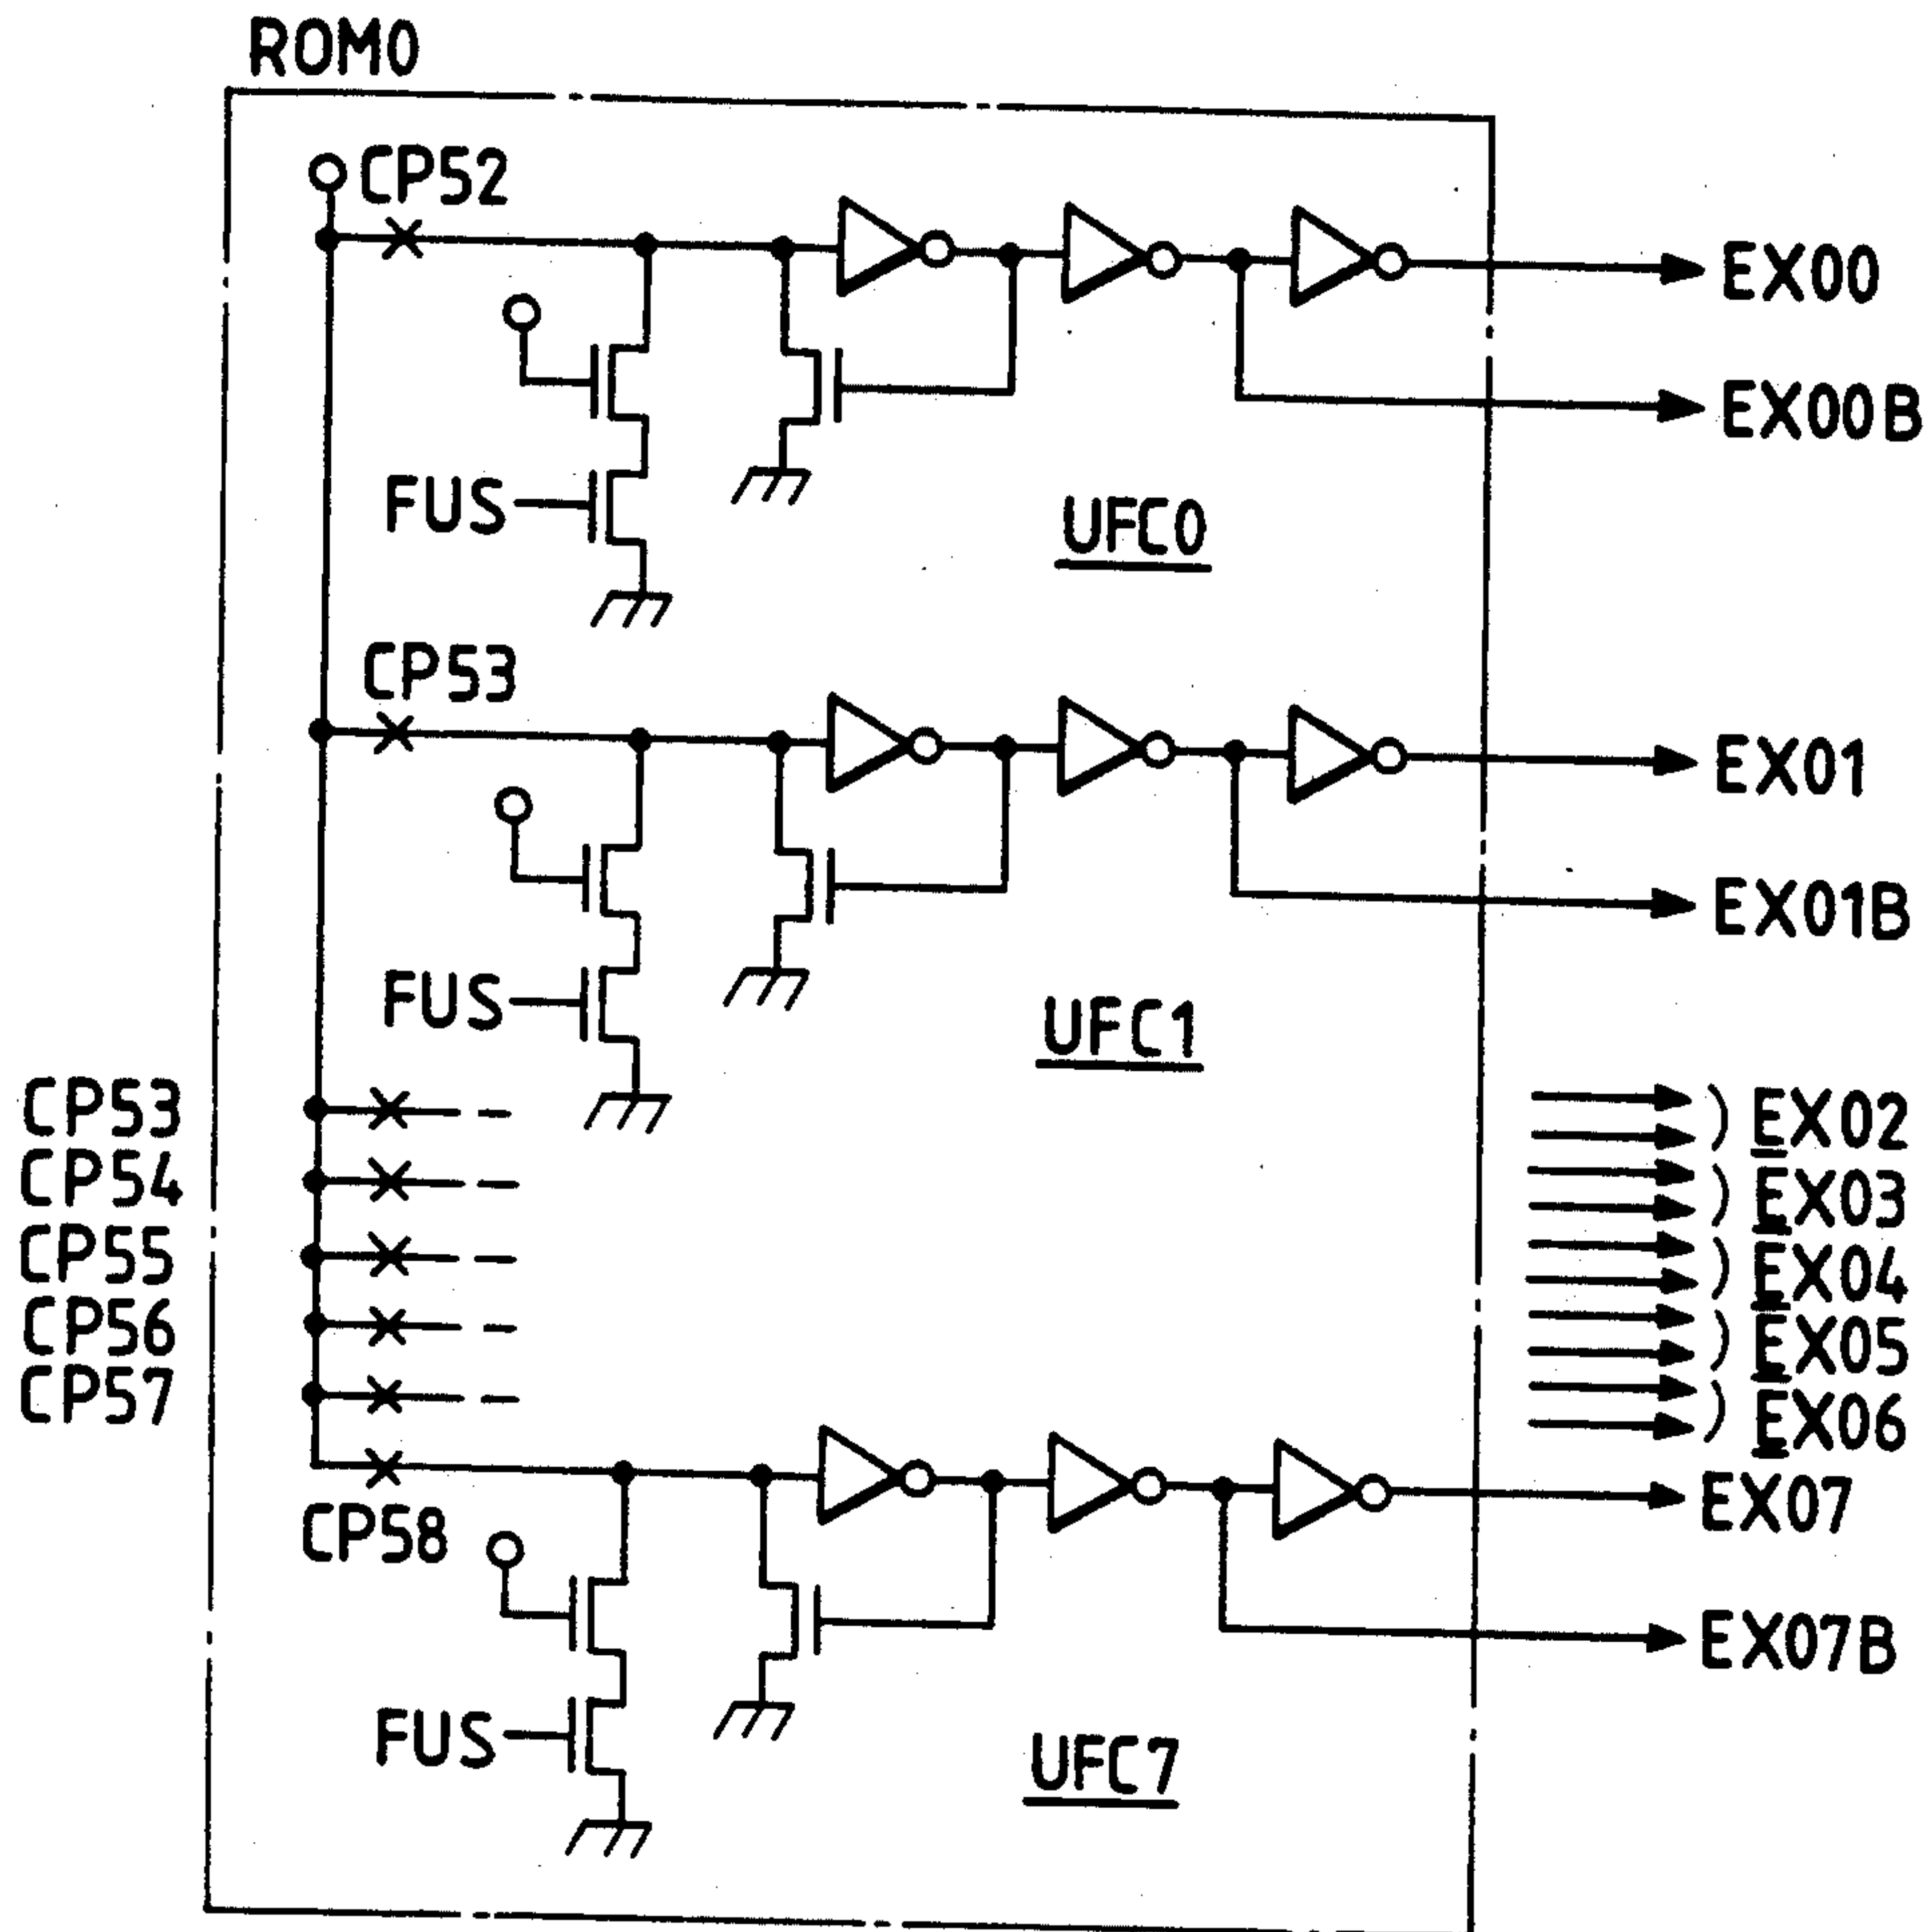 ROM0
CP52
EX00
EX00B
FUS
UFC0
CP53
EX01
EX01B
FUS
UFC1
CP53
EX02
CP54
EX03
CP55
EX04
CP56
EX05
CP57
EX06
EX07
CP58
EX07B
FUS
UFC7